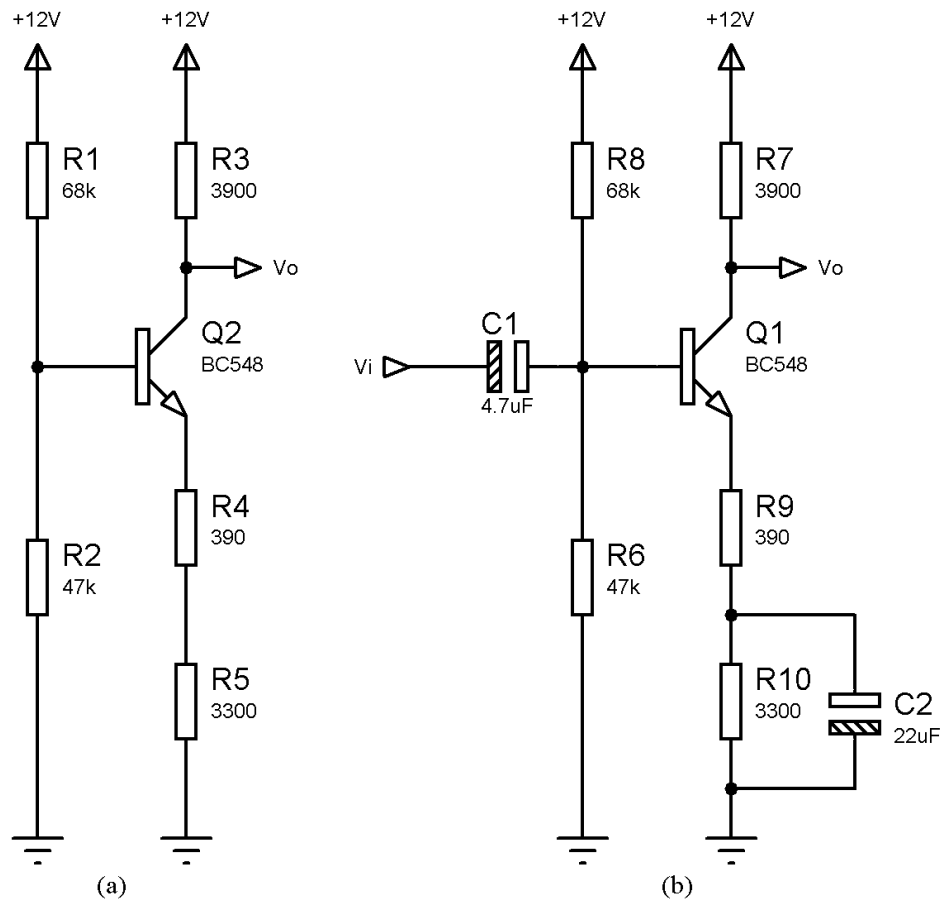 +12V
+12V
R1
68k
R3
3900
Vo
Q2
BC548
R4
390
R2
47k
R5
3300
(a)
+12V
+12V
R8
68k
R7
3900
Vo
C1
Vi
4.7uF
Q1
BC548
R9
390
R6
47k
R10
3300
C2
22uF
(b)